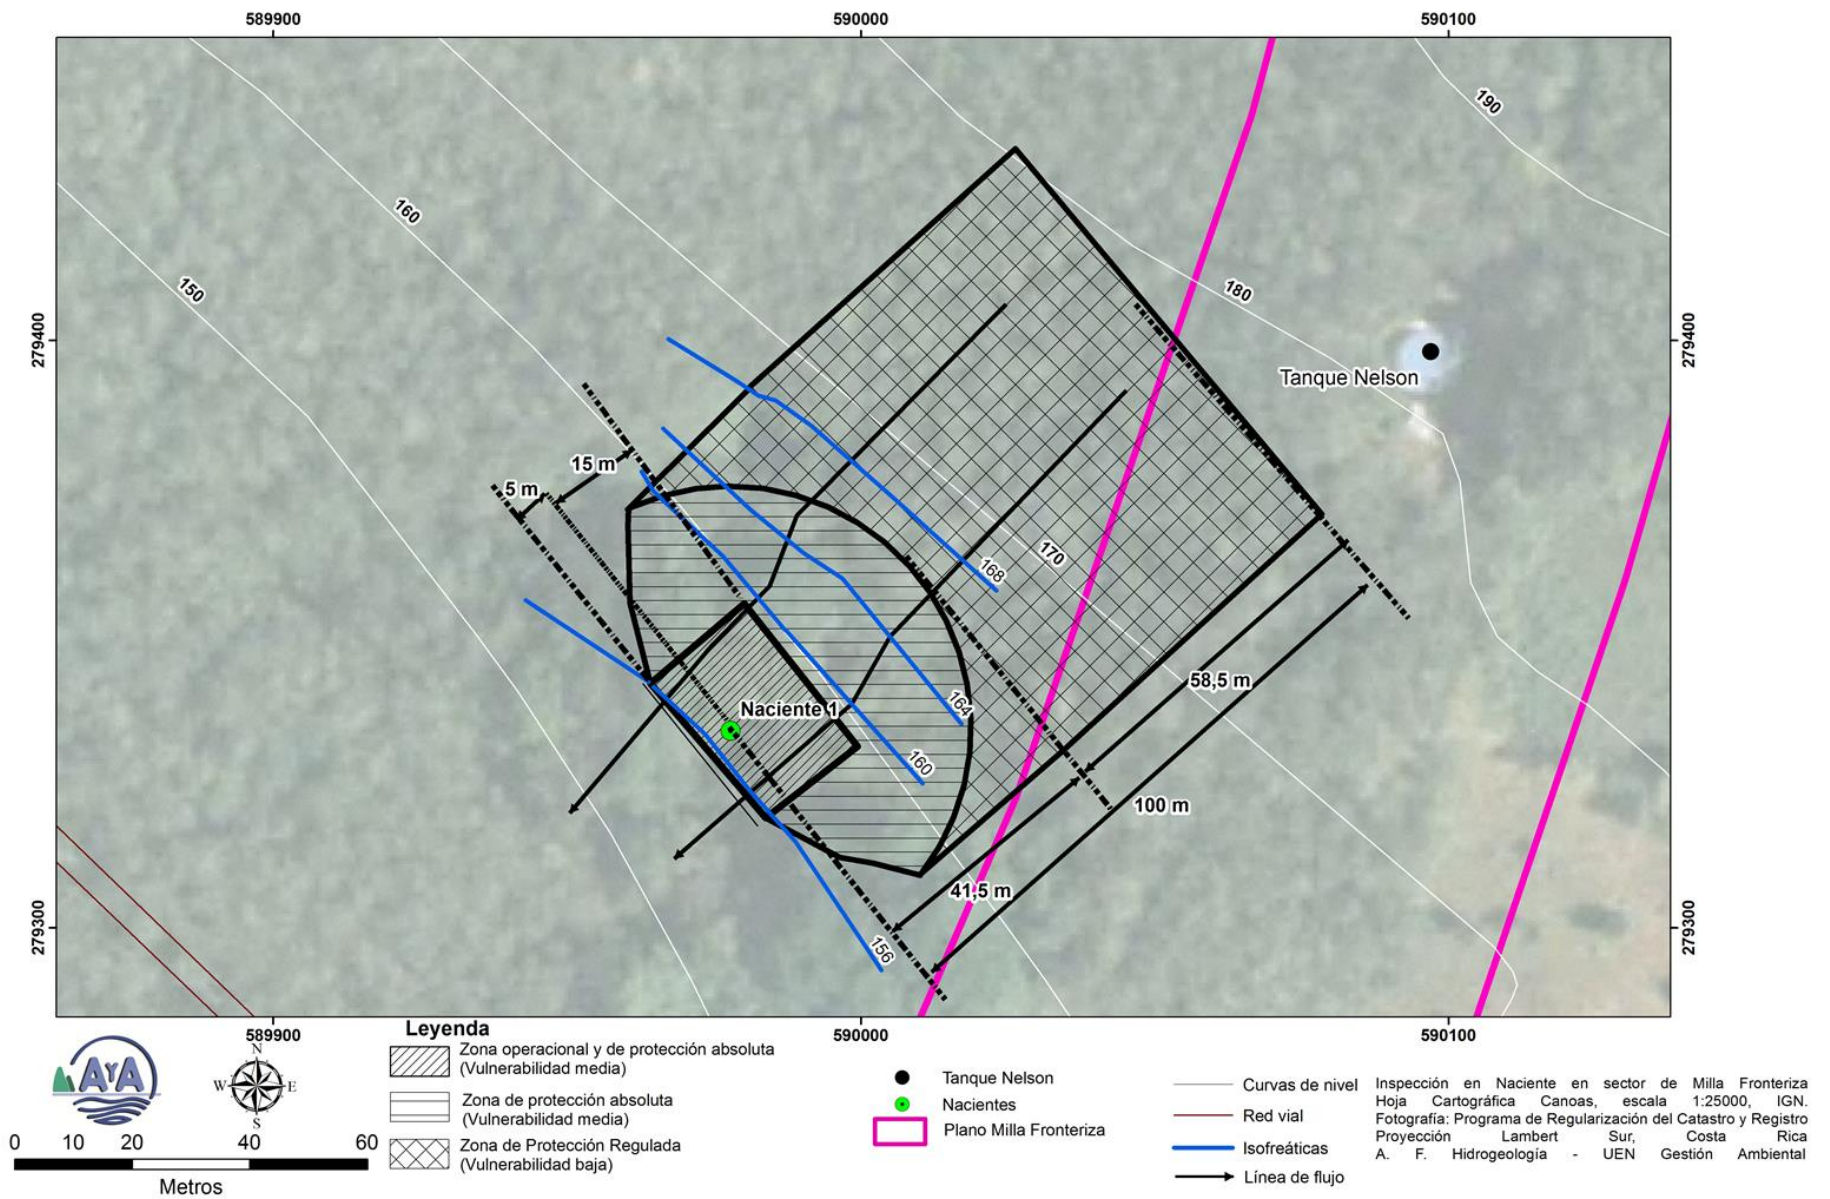 589900
590000
590100
190
160
150
180
279400
279400
Tanque Nelson
15 m
5 m
168
170
58,5 m
Naciente 1
164
160
100 m
41,5 m
156
279300
279300
589900
590000
590100
Leyenda
Zona operacional y de protección absoluta
(Vulnerabilidad media)
Zona de protección absoluta
(Vulnerabilidad media)
Zona de Protección Regulada
(Vulnerabilidad baja)
Tanque Nelson
Nacientes
Plano Milla Fronteriza
Curvas de nivel
Red vial
Isofreáticas
Línea de flujo
Inspección en Naciente en sector de Milla Fronteriza
Hoja Cartográfica Canoas, escala 1:25000, IGN.
Fotografía: Programa de Regularización del Catastro y Registro
Proyección Lambert Sur, Costa Rica
A. F. Hidrogeología - UEN Gestión Ambiental
AyA
N
W E
S
0 10 20 40 60
Metros